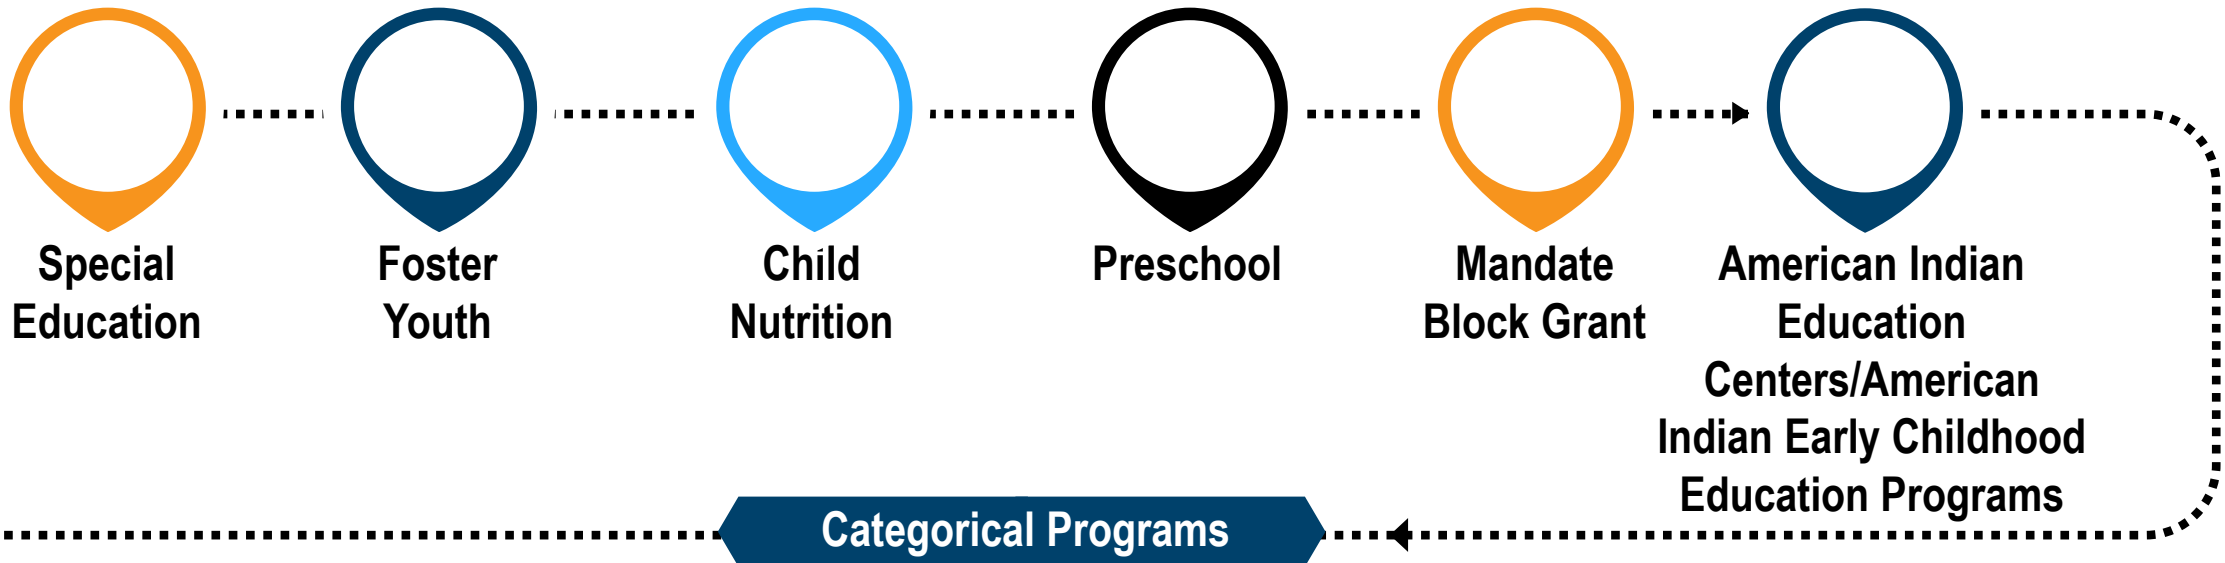 Special
Education
Foster
Youth
Child
Nutrition
Preschool
Mandate
Block Grant
American Indian
Education
Centers/American
Indian Early Childhood
Education Programs
Categorical Programs